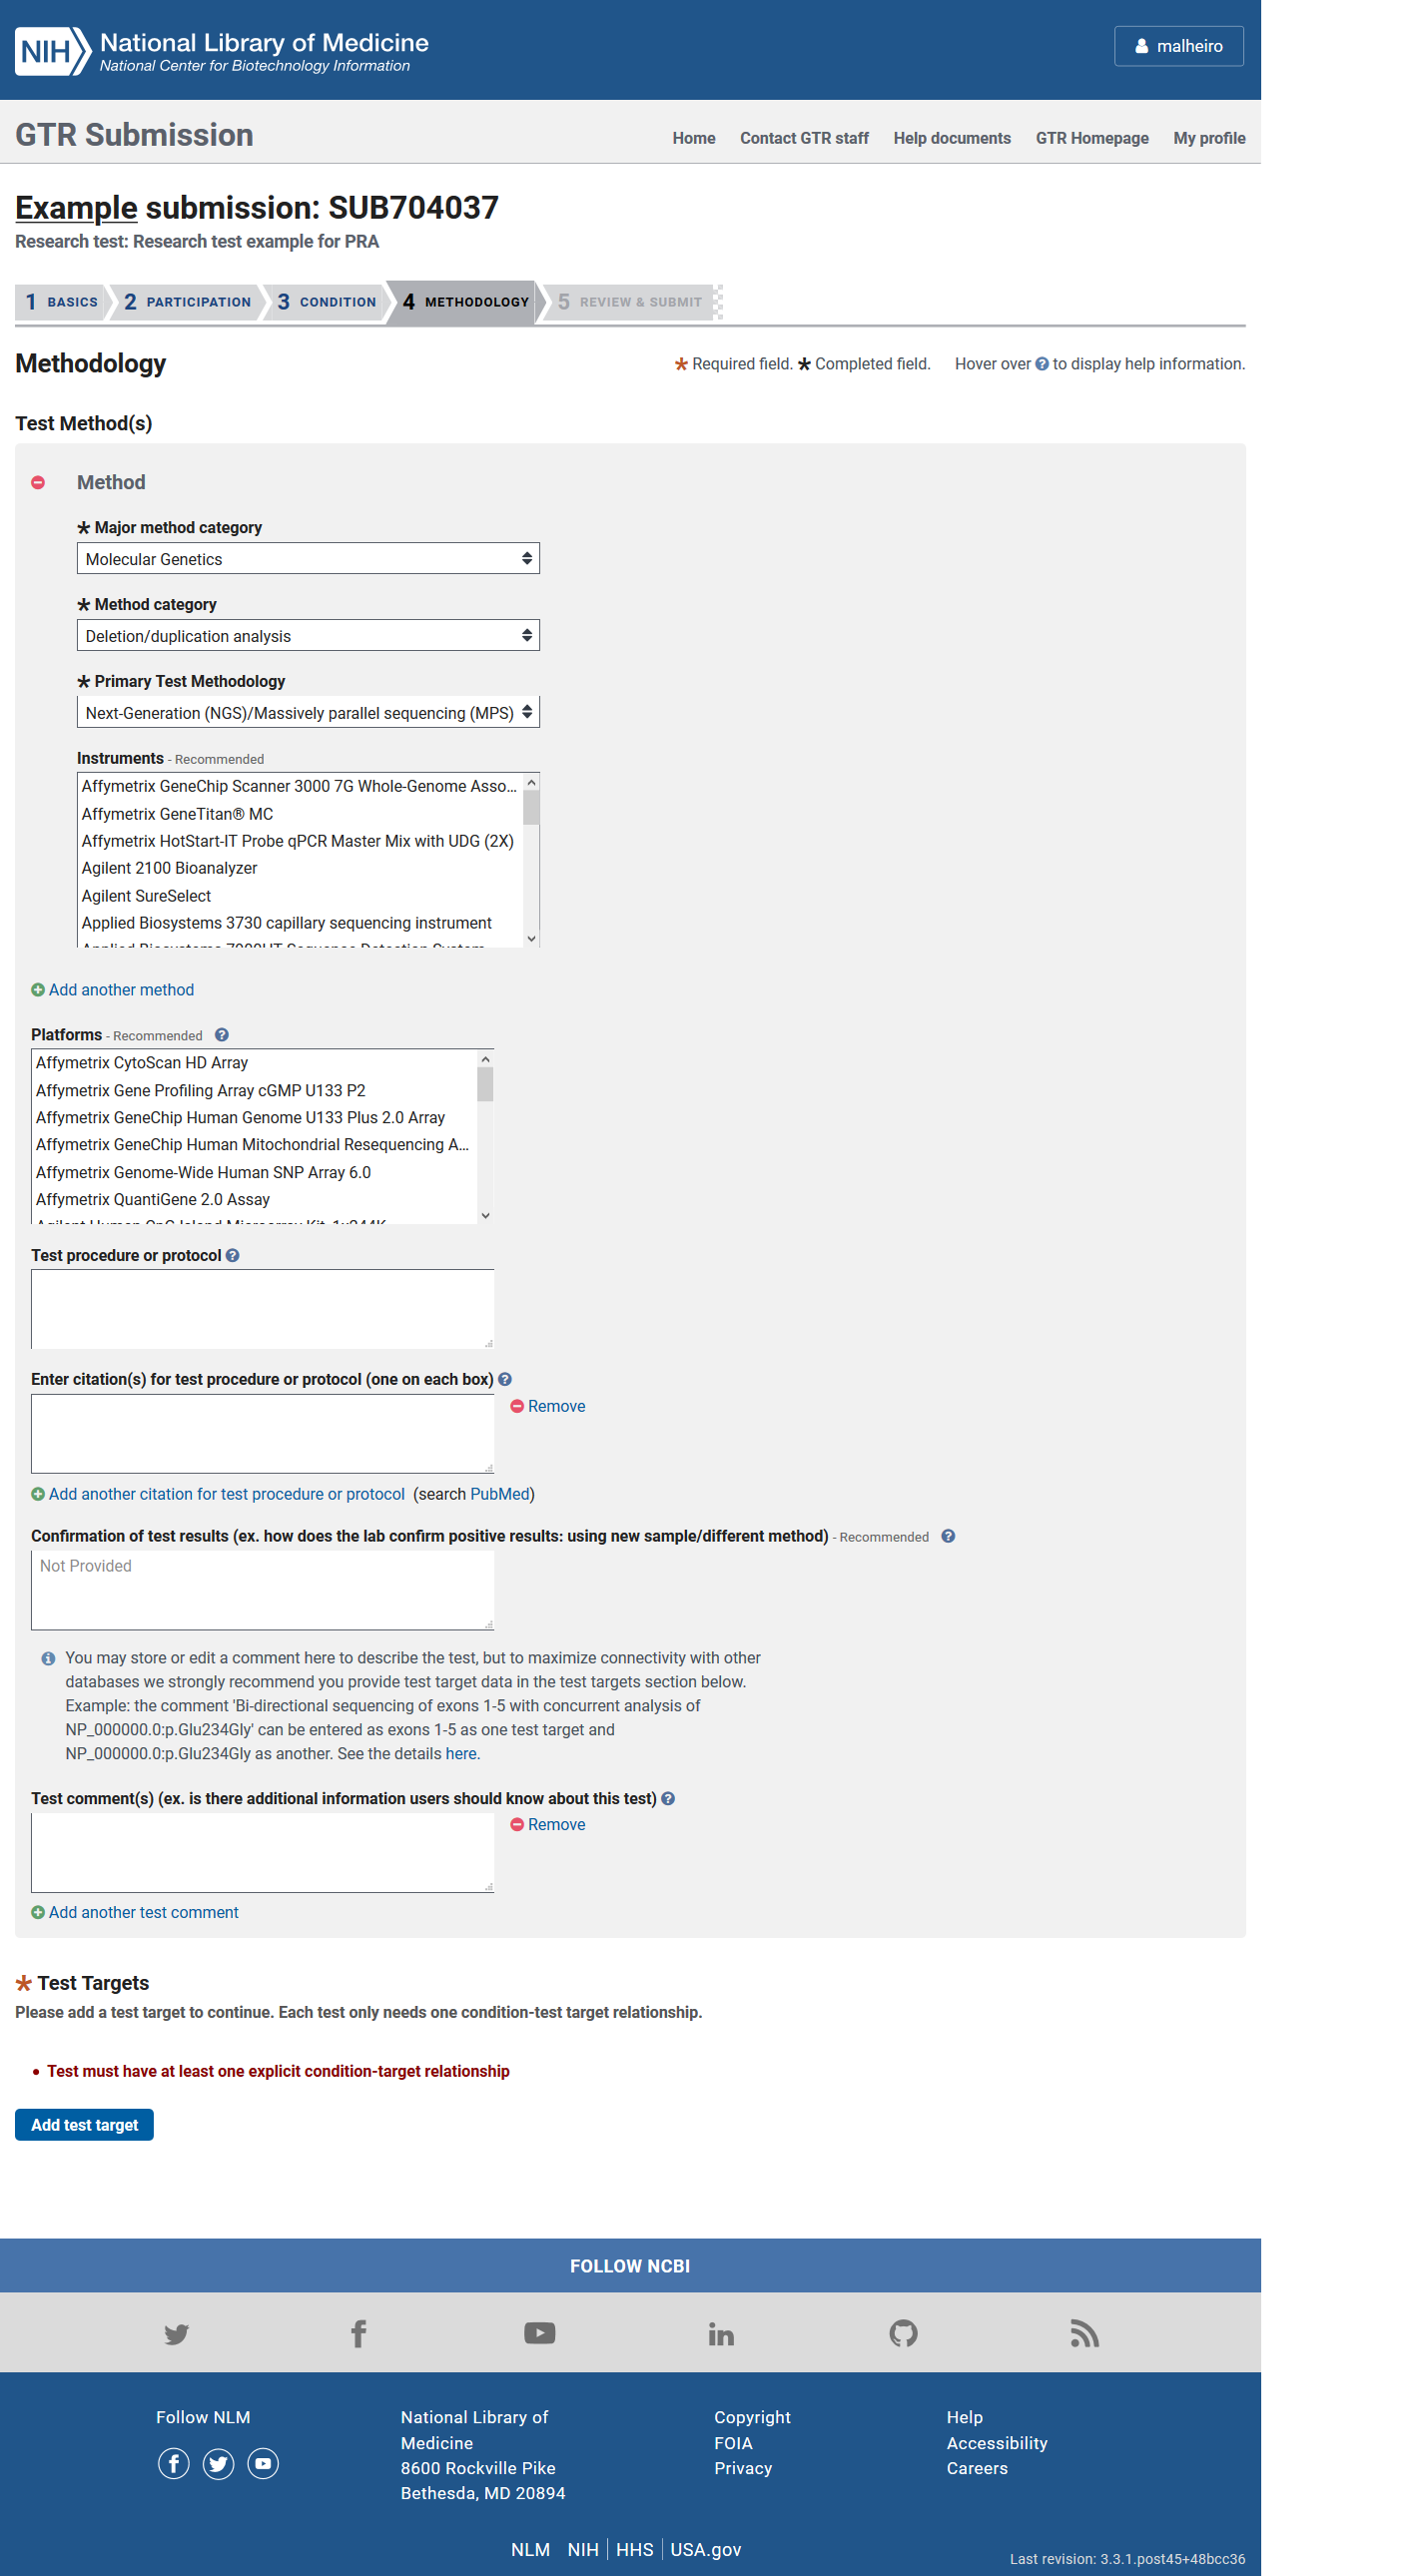 NIH National Library of Medicine
National Center for Biotechnology Information
malheiro
GTR Submission
Home Contact GTR staff Help documents GTR Homepage My profile
Example submission: SUB704037
Research test: Research test example for PRA
1 BASICS 2 PARTICIPATION 3 CONDITION 4 METHODOLOGY 5 REVIEW & SUBMIT
Methodology
* Required field. * Completed field. Hover over ? to display help information.
Test Method(s)
Method
* Major method category
Molecular Genetics
* Method category
Deletion/duplication analysis
* Primary Test Methodology
Next-Generation (NGS)/Massively parallel sequencing (MPS)
Instruments - Recommended
Affymetrix GeneChip Scanner 3000 7G Whole-Genome Asso...
Affymetrix GeneTitan® MC
Affymetrix HotStart-IT Probe qPCR Master Mix with UDG (2X)
Agilent 2100 Bioanalyzer
Agilent SureSelect
Applied Biosystems 3730 capillary sequencing instrument
Applied Biosystems 7900HT Sequence Detection System
Add another method
Platforms - Recommended ?
Affymetrix CytoScan HD Array
Affymetrix Gene Profiling Array cGMP U133 P2
Affymetrix GeneChip Human Genome U133 Plus 2.0 Array
Affymetrix GeneChip Human Mitochondrial Resequencing A...
Affymetrix Genome-Wide Human SNP Array 6.0
Affymetrix QuantiGene 2.0 Assay
Agilent Human CpG Island Microarray Kit, 1x244K
Test procedure or protocol ?
Enter citation(s) for test procedure or protocol (one on each box) ?
Remove
Add another citation for test procedure or protocol (search PubMed)
Confirmation of test results (ex. how does the lab confirm positive results: using new sample/different method) - Recommended ?
Not Provided
You may store or edit a comment here to describe the test, but to maximize connectivity with other
databases we strongly recommend you provide test target data in the test targets section below.
Example: the comment 'Bi-directional sequencing of exons 1-5 with concurrent analysis of
NP_000000.0:p.Glu234Gly' can be entered as exons 1-5 as one test target and
NP_000000.0:p.Glu234Gly as another. See the details here.
Test comment(s) (ex. is there additional information users should know about this test) ?
Remove
Add another test comment
* Test Targets
Please add a test target to continue. Each test only needs one condition-test target relationship.
• Test must have at least one explicit condition-target relationship
Add test target
FOLLOW NCBI
Follow NLM
National Library of
Medicine
8600 Rockville Pike
Bethesda, MD 20894
Copyright
FOIA
Privacy
Help
Accessibility
Careers
NLM NIH HHS USA.gov
Last revision: 3.3.1.post45+48bcc36